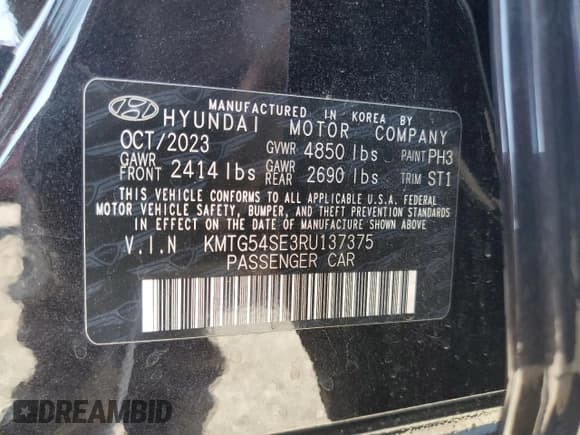 MANUFACTURED IN KOREA BY
HYUNDAI MOTOR COMPANY
OCT/2023 GVWR 4850 lbs PAINT PH3
GAWR FRONT 2414 lbs GAWR REAR 2690 lbs TRIM ST1
THIS VEHICLE CONFORMS TO ALL APPLICABLE U.S.A. FEDERAL
MOTOR VEHICLE SAFETY, BUMPER, AND THEFT PREVENTION STANDARDS
IN EFFECT ON THE DATE OF MANUFACTURE SHOWN ABOVE
V.I.N KMTG54SE3RU137375
PASSENGER CAR
DREAMBID